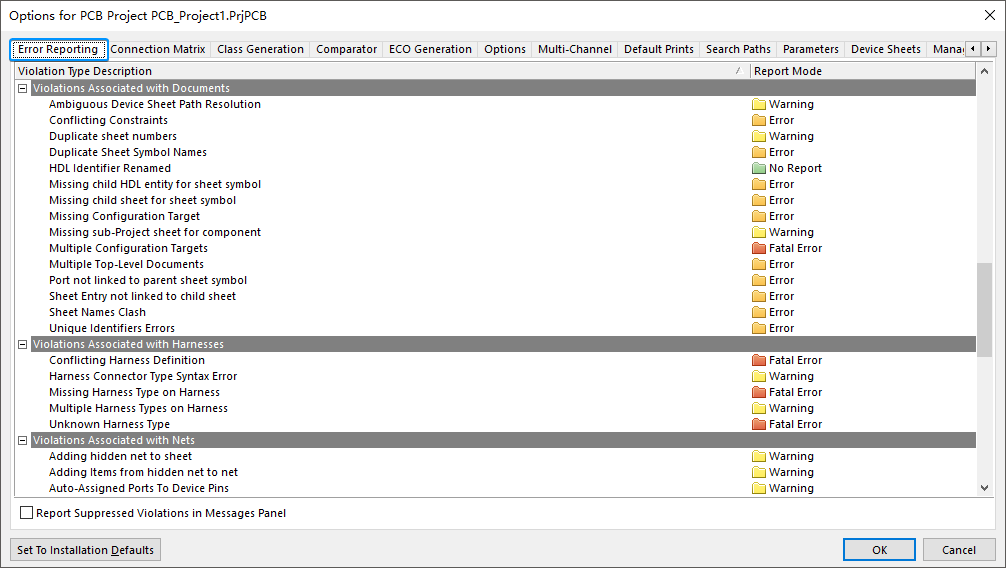 Options for PCB Project PCB_Project1.PrjPCB
Error Reporting Connection Matrix Class Generation Comparator ECO Generation Options Multi-Channel Default Prints Search Paths Parameters Device Sheets
Violation Type Description Report Mode
Violations Associated with Documents
Ambiguous Device Sheet Path Resolution Warning
Conflicting Constraints Error
Duplicate sheet numbers Warning
Duplicate Sheet Symbol Names Error
HDL Identifier Renamed No Report
Missing child HDL entity for sheet symbol Error
Missing child sheet for sheet symbol Error
Missing Configuration Target Error
Missing sub-Project sheet for component Warning
Multiple Configuration Targets Fatal Error
Multiple Top-Level Documents Error
Port not linked to parent sheet symbol Error
Sheet Entry not linked to child sheet Error
Sheet Names Clash Error
Unique Identifiers Errors Error
Violations Associated with Harnesses
Conflicting Harness Definition Fatal Error
Harness Connector Type Syntax Error Warning
Missing Harness Type on Harness Fatal Error
Multiple Harness Types on Harness Warning
Unknown Harness Type Fatal Error
Violations Associated with Nets
Adding hidden net to sheet Warning
Adding Items from hidden net to net Warning
Auto-Assigned Ports To Device Pins Warning
Report Suppressed Violations in Messages Panel
Set To Installation Defaults OK Cancel